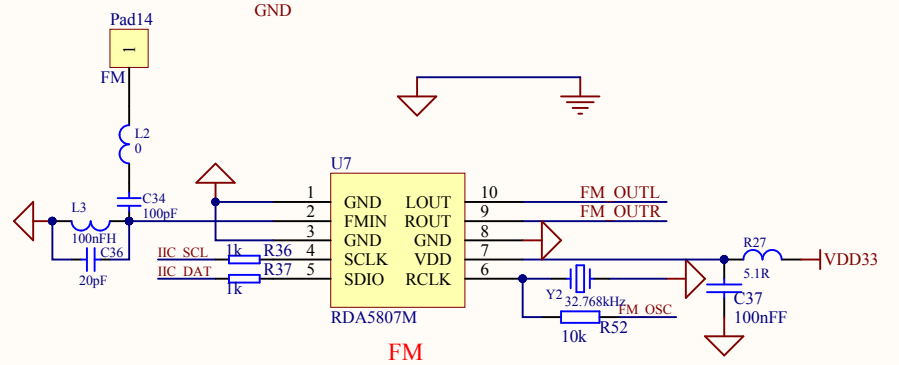 GND
Pad14
1
FM
L2
0
C34
100pF
L3
100nFH
C36
20pF
U7
1 GND LOUT 10 FM_OUTL
2 FMIN ROUT 9 FM_OUTR
3 GND GND 8
IIC_SCL 1k R36 4 SCLK VDD 7
IIC_DAT 1k R37 5 SDIO RCLK 6
RDA5807M
R27
5.1R
VDD33
Y2
32.768kHz
C37
100nFF
FM_OSC
R52
10k
FM